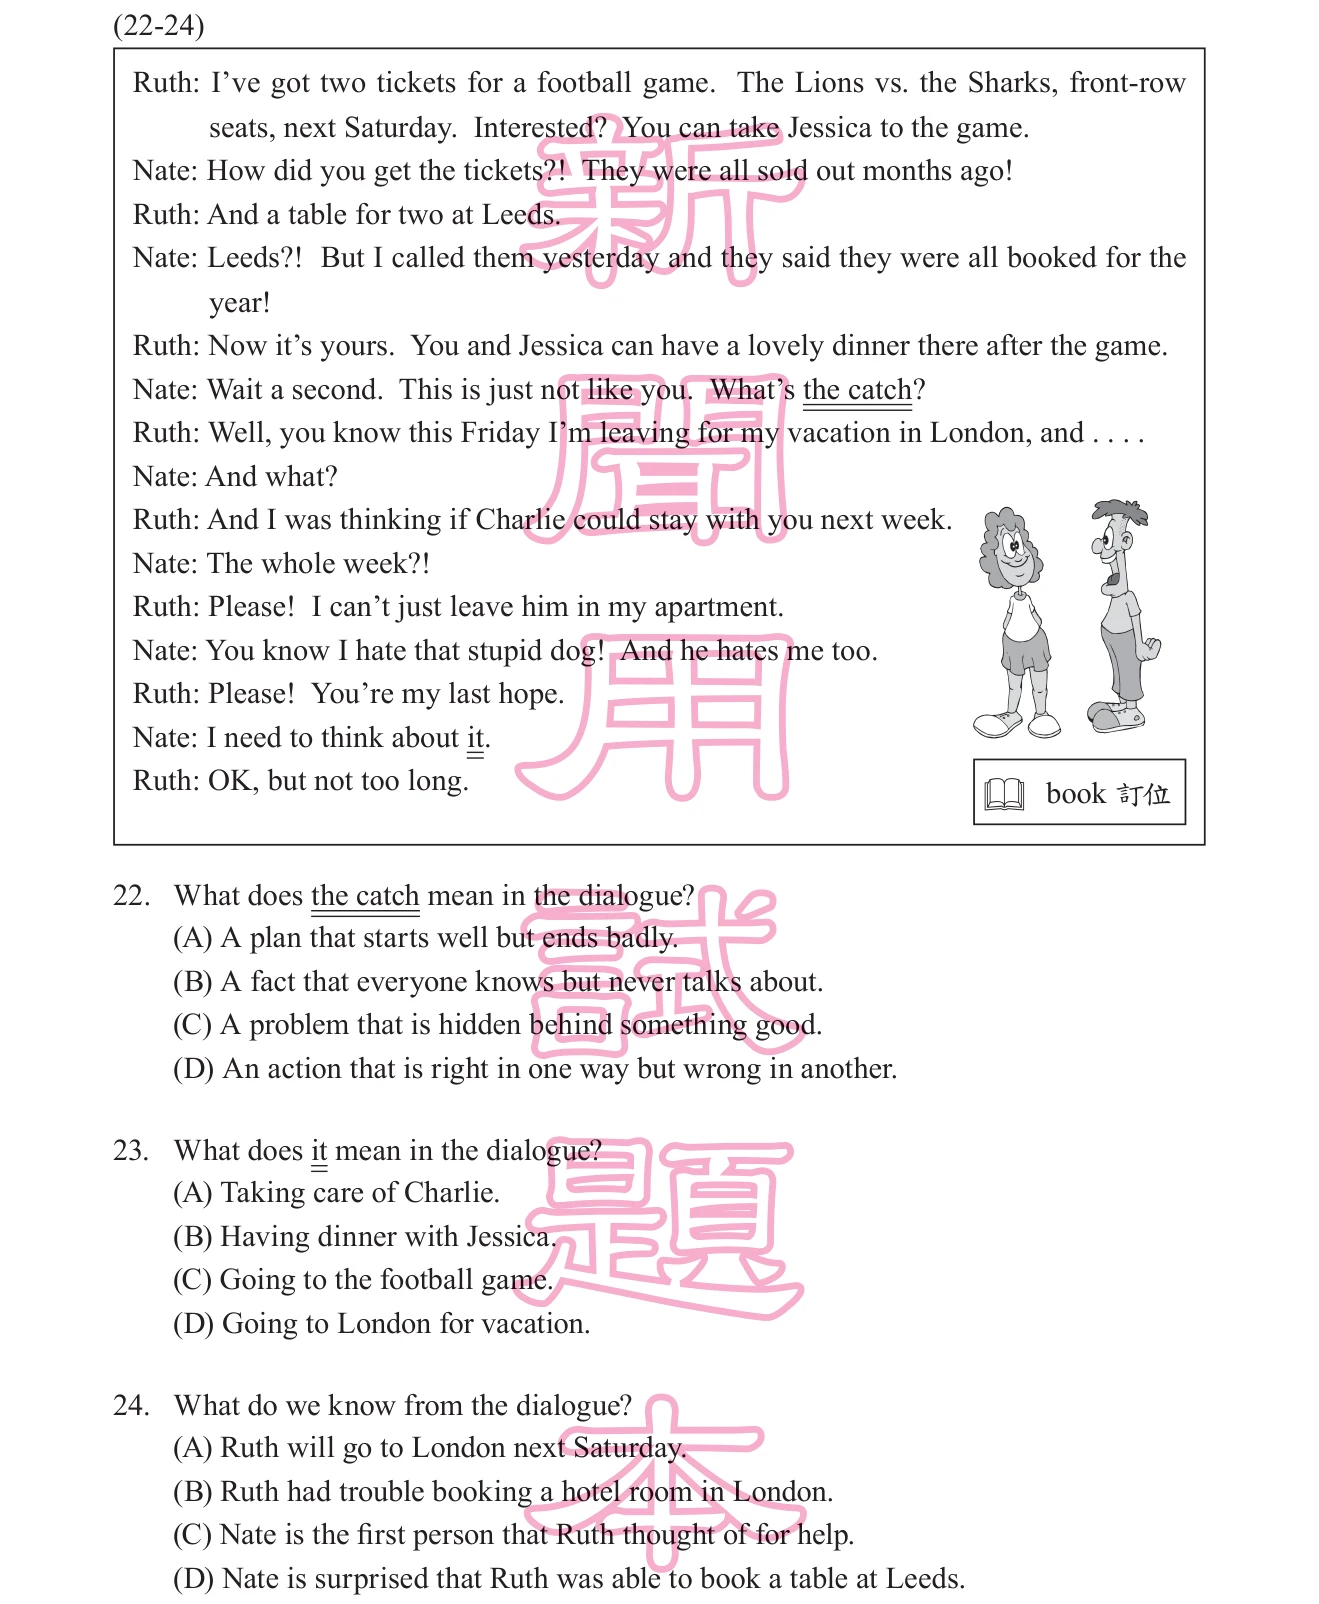 (22-24)
Ruth: I’ve got two tickets for a football game. The Lions vs. the Sharks, front-row
seats, next Saturday. Interested? You can take Jessica to the game.
Nate: How did you get the tickets?! They were all sold out months ago!
Ruth: And a table for two at Leeds.
Nate: Leeds?! But I called them yesterday and they said they were all booked for the
year!
Ruth: Now it’s yours. You and Jessica can have a lovely dinner there after the game.
Nate: Wait a second. This is just not like you. What’s the catch?
Ruth: Well, you know this Friday I’m leaving for my vacation in London, and . . . .
Nate: And what?
Ruth: And I was thinking if Charlie could stay with you next week.
Nate: The whole week?!
Ruth: Please! I can’t just leave him in my apartment.
Nate: You know I hate that stupid dog! And he hates me too.
Ruth: Please! You’re my last hope.
Nate: I need to think about it.
Ruth: OK, but not too long.
book 訂位
22. What does the catch mean in the dialogue?
(A) A plan that starts well but ends badly.
(B) A fact that everyone knows but never talks about.
(C) A problem that is hidden behind something good.
(D) An action that is right in one way but wrong in another.
23. What does it mean in the dialogue?
(A) Taking care of Charlie.
(B) Having dinner with Jessica.
(C) Going to the football game.
(D) Going to London for vacation.
24. What do we know from the dialogue?
(A) Ruth will go to London next Saturday.
(B) Ruth had trouble booking a hotel room in London.
(C) Nate is the first person that Ruth thought of for help.
(D) Nate is surprised that Ruth was able to book a table at Leeds.
新聞用試題本